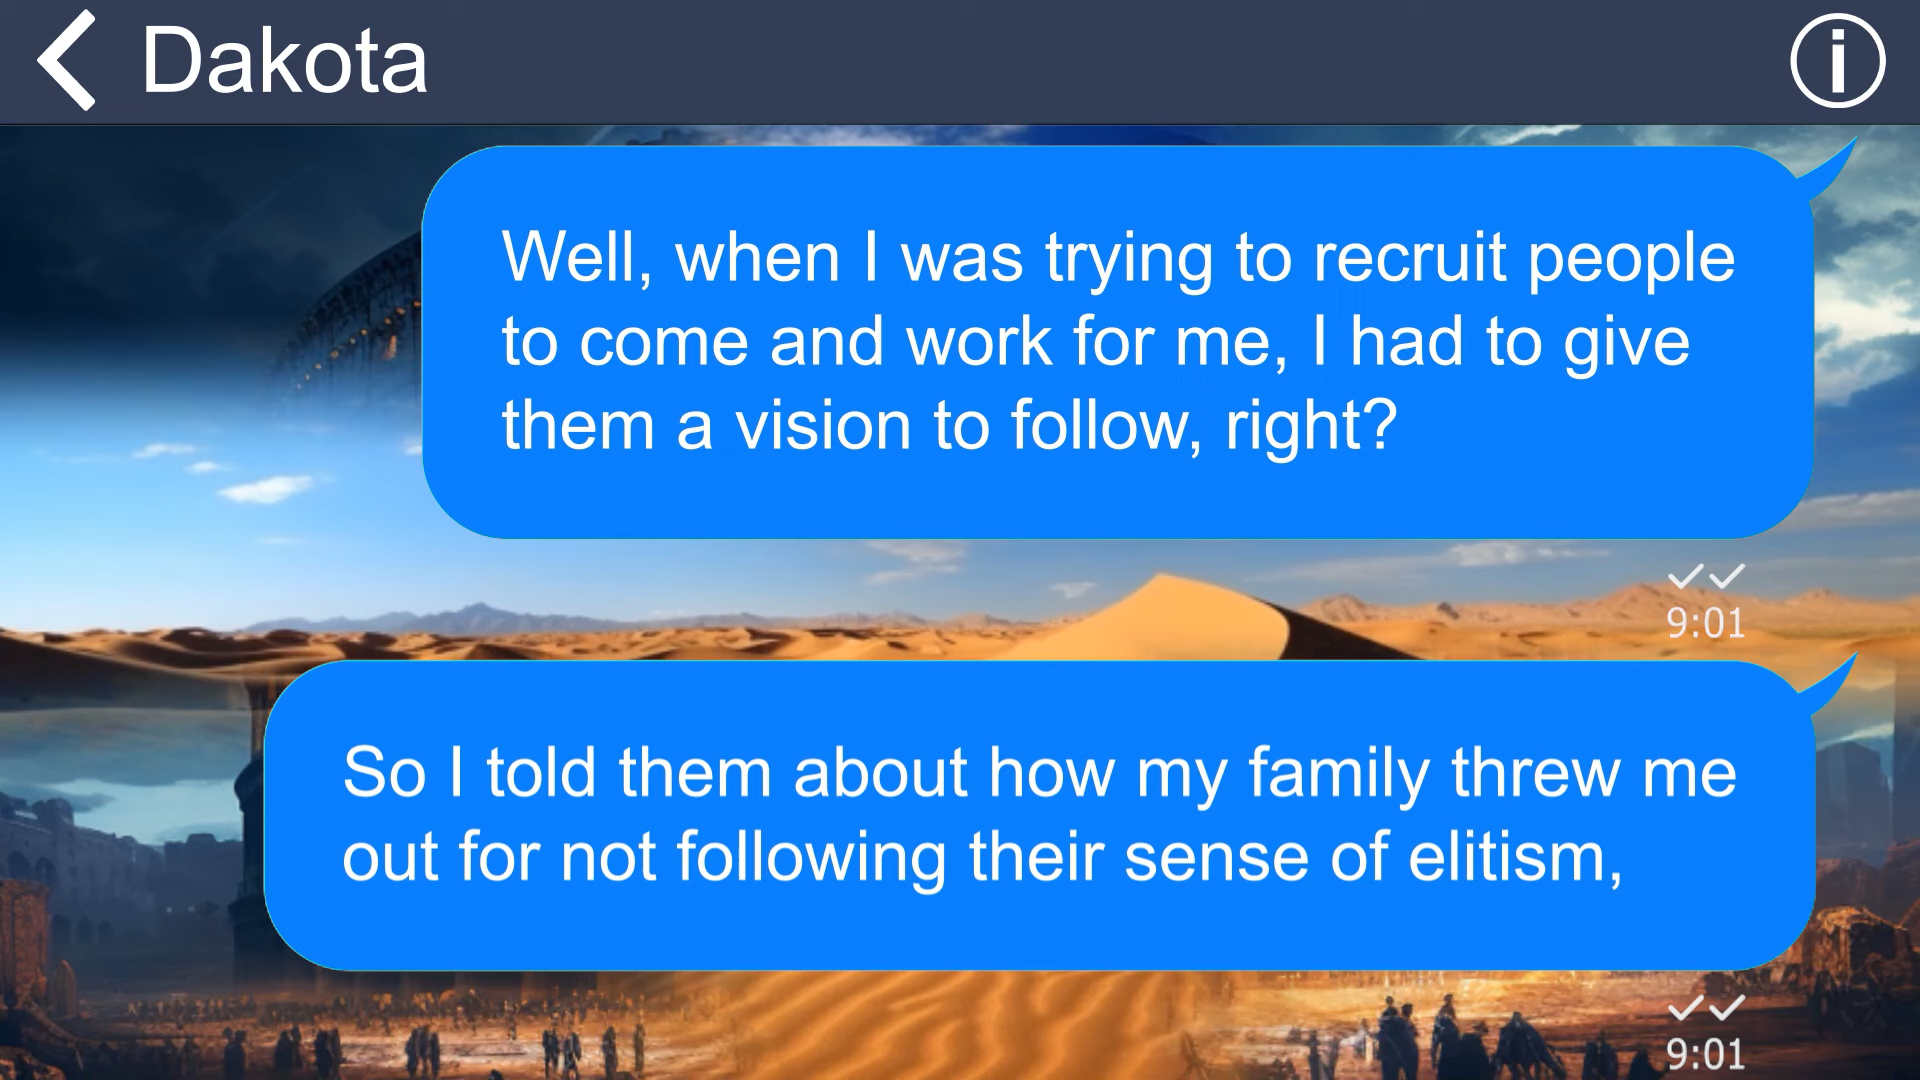 Dakota
Well, when I was trying to recruit people
to come and work for me, I had to give
them a vision to follow, right?
9:01
So I told them about how my family threw me
out for not following their sense of elitism,
9:01